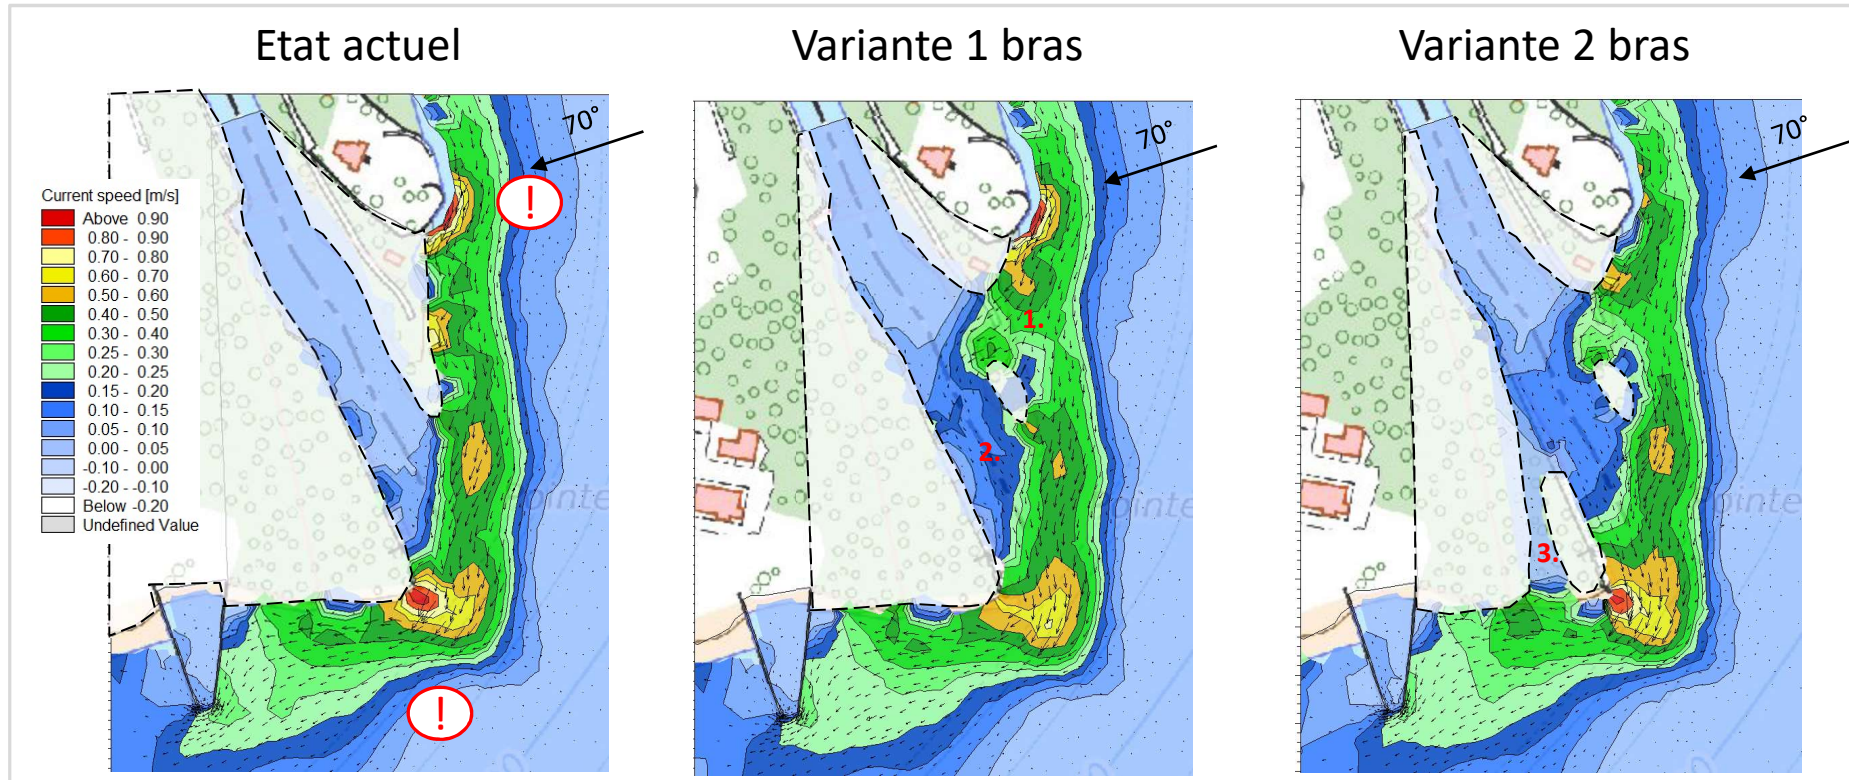 Etat actuel
Variante 1 bras
Variante 2 bras
70°
70°
70°
!
Current speed [m/s]
Above 0.90
0.80 - 0.90
0.70 - 0.80
0.60 - 0.70
0.50 - 0.60
0.40 - 0.50
0.30 - 0.40
0.25 - 0.30
0.20 - 0.25
0.15 - 0.20
0.10 - 0.15
0.05 - 0.10
0.00 - 0.05
-0.10 - 0.00
-0.20 - -0.10
Below -0.20
Undefined Value
1.
2.
3.
Pointe
ointe
ointe
!